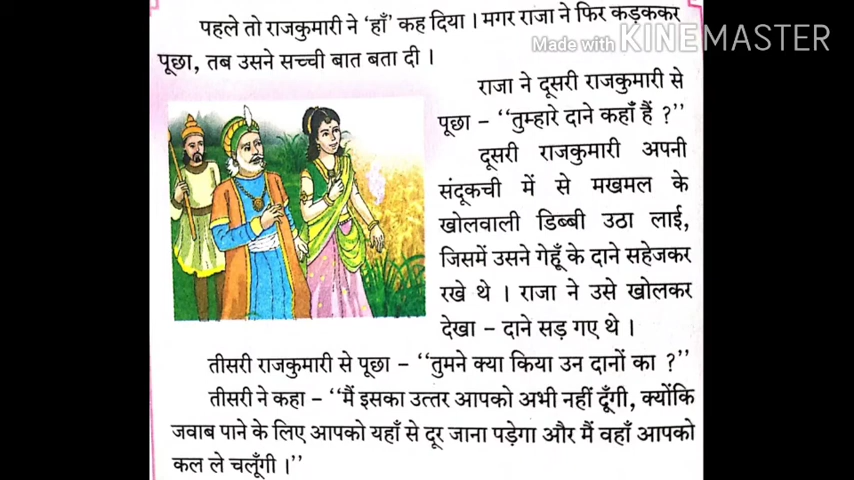 पहले तो राजकुमारी ने ‘हाँ’ कह दिया । मगर राजा ने फिर कड़ककर
Made with KINEMASTER
पूछा, तब उसने सच्ची बात बता दी ।
राजा ने दूसरी राजकुमारी से
पूछा – ‘‘तुम्हारे दाने कहाँ हैं ?’’
दूसरी राजकुमारी अपनी
संदूकची में से मखमल के
खोलवाली डिब्बी उठा लाई,
जिसमें उसने गेहूँ के दाने सहेजकर
रखे थे । राजा ने उसे खोलकर
देखा – दाने सड़ गए थे ।
तीसरी राजकुमारी से पूछा – ‘‘तुमने क्या किया उन दानों का ?’’
तीसरी ने कहा – ‘‘मैं इसका उत्तर आपको अभी नहीं दूँगी, क्योंकि
जवाब पाने के लिए आपको यहाँ से दूर जाना पड़ेगा और मैं वहाँ आपको
कल ले चलूँगी ।’’